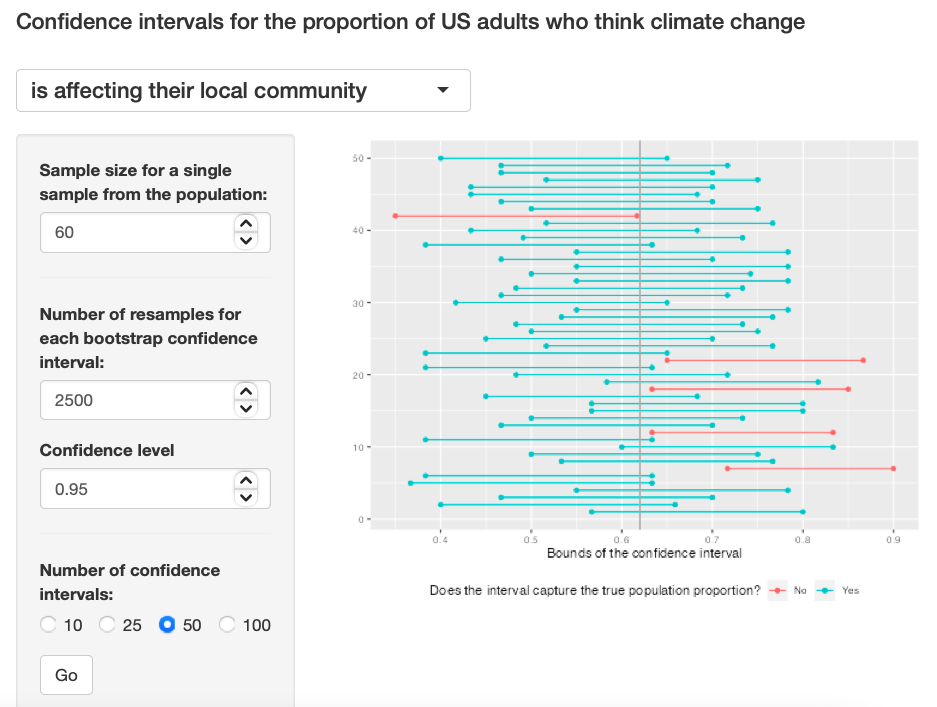 Confidence intervals for the proportion of US adults who think climate change
is affecting their local community
Sample size for a single
sample from the population:
60
Number of resamples for
each bootstrap confidence
interval:
2500
Confidence level
0.95
Number of confidence
intervals:
10 25 50 100
Go
50
40
30
20
10
0
0.4 0.5 0.6 0.7 0.8 0.9
Bounds of the confidence interval
Does the interval capture the true population proportion? No Yes